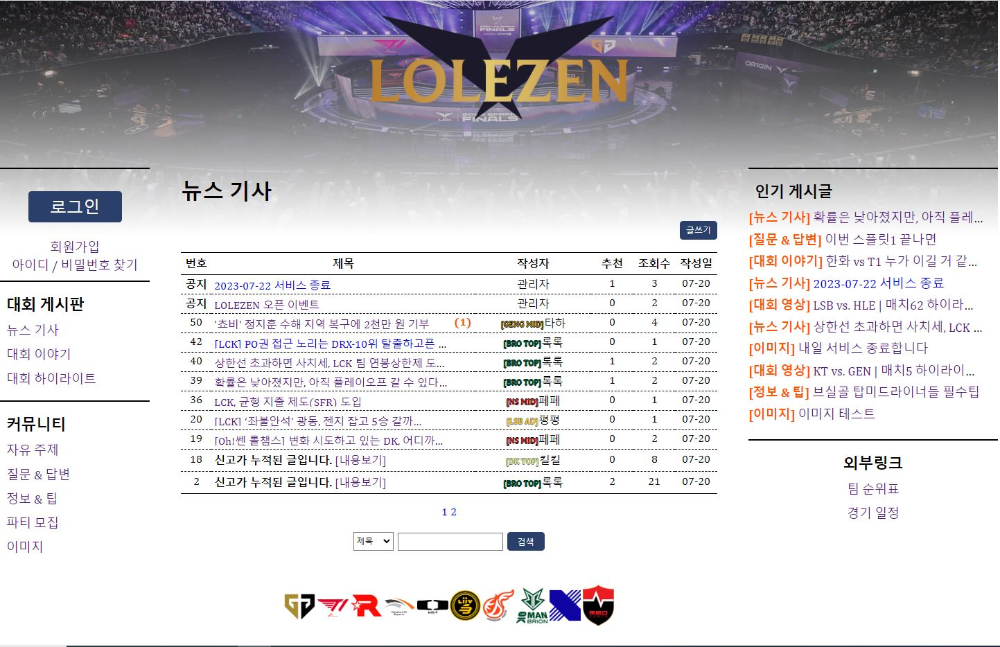 FINALS
LOLEZEN
ORIGIN
LCK
2023 SPRING
FINALS
로그인
회원가입
아이디 / 비밀번호 찾기
대회 게시판
뉴스 기사
대회 이야기
대회 하이라이트
커뮤니티
자유 주제
질문 & 답변
정보 & 팁
파티 모집
이미지
뉴스 기사
글쓰기
번호 제목 작성자 추천 조회수 작성일
공지 2023-07-22 서비스 종료 관리자 1 3 07-20
공지 LOLEZEN 오픈 이벤트 관리자 0 2 07-20
50 '쵸비' 정지훈 수해 지역 복구에 2천만 원 기부 (1) [GENG MID]타하 0 4 07-20
42 [LCK] PO권 접근 노리는 DRX-10위 탈출하고픈 ... [BRO TOP]록록 0 1 07-20
40 상한선 초과하면 사치세, LCK 팀 연봉상한제 도... [BRO TOP]록록 1 2 07-20
39 확률은 낮아졌지만, 아직 플레이오프 갈 수 있다... [BRO TOP]록록 1 2 07-20
36 LCK, 균형 지출 제도(SFR) 도입 [NS MID]페페 0 1 07-20
20 [LCK] ‘좌불안석’ 광동, 젠지 잡고 5승 갈까... [LSB AD]평평 0 1 07-20
19 [Oh!쎈 롤챔스] 변화 시도하고 있는 DK, 어디까... [NS MID]페페 0 2 07-20
18 신고가 누적된 글입니다. [내용보기] [DK TOP]킬킬 0 8 07-20
2 신고가 누적된 글입니다. [내용보기] [BRO TOP]록록 2 21 07-20
1 2
제목 검색
인기 게시글
[뉴스 기사] 확률은 낮아졌지만, 아직 플레...
[질문 & 답변] 이번 스플릿1 끝나면
[대회 이야기] 한화 vs T1 누가 이길 거 같...
[뉴스 기사] 2023-07-22 서비스 종료
[대회 영상] LSB vs. HLE | 매치62 하이라...
[뉴스 기사] 상한선 초과하면 사치세, LCK ...
[이미지] 내일 서비스 종료합니다
[대회 영상] KT vs. GEN | 매치5 하이라이...
[정보 & 팁] 브실골 탑미드라이너들 필수팁
[이미지] 이미지 테스트
외부링크
팀 순위표
경기 일정
KIA
Liiv
OK
MAN
BRION
RED